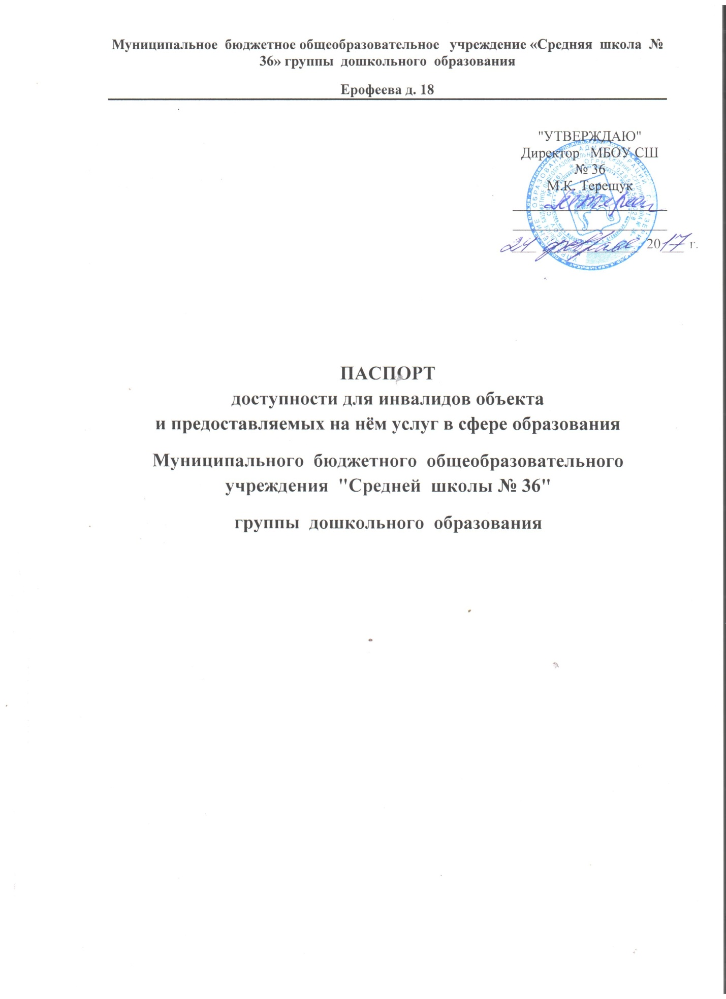 Муниципальное бюджетное общеобразовательное учреждение «Средняя школа №
36» группы дошкольного образования
Ерофеева д. 18
"УТВЕРЖДАЮ"
Директор МБОУ СШ
№ 36
М.К. Терещук
24 февраля 2017 г.
ПАСПОРТ
доступности для инвалидов объекта
и предоставляемых на нём услуг в сфере образования
Муниципального бюджетного общеобразовательного
учреждения "Средней школы № 36"
группы дошкольного образования